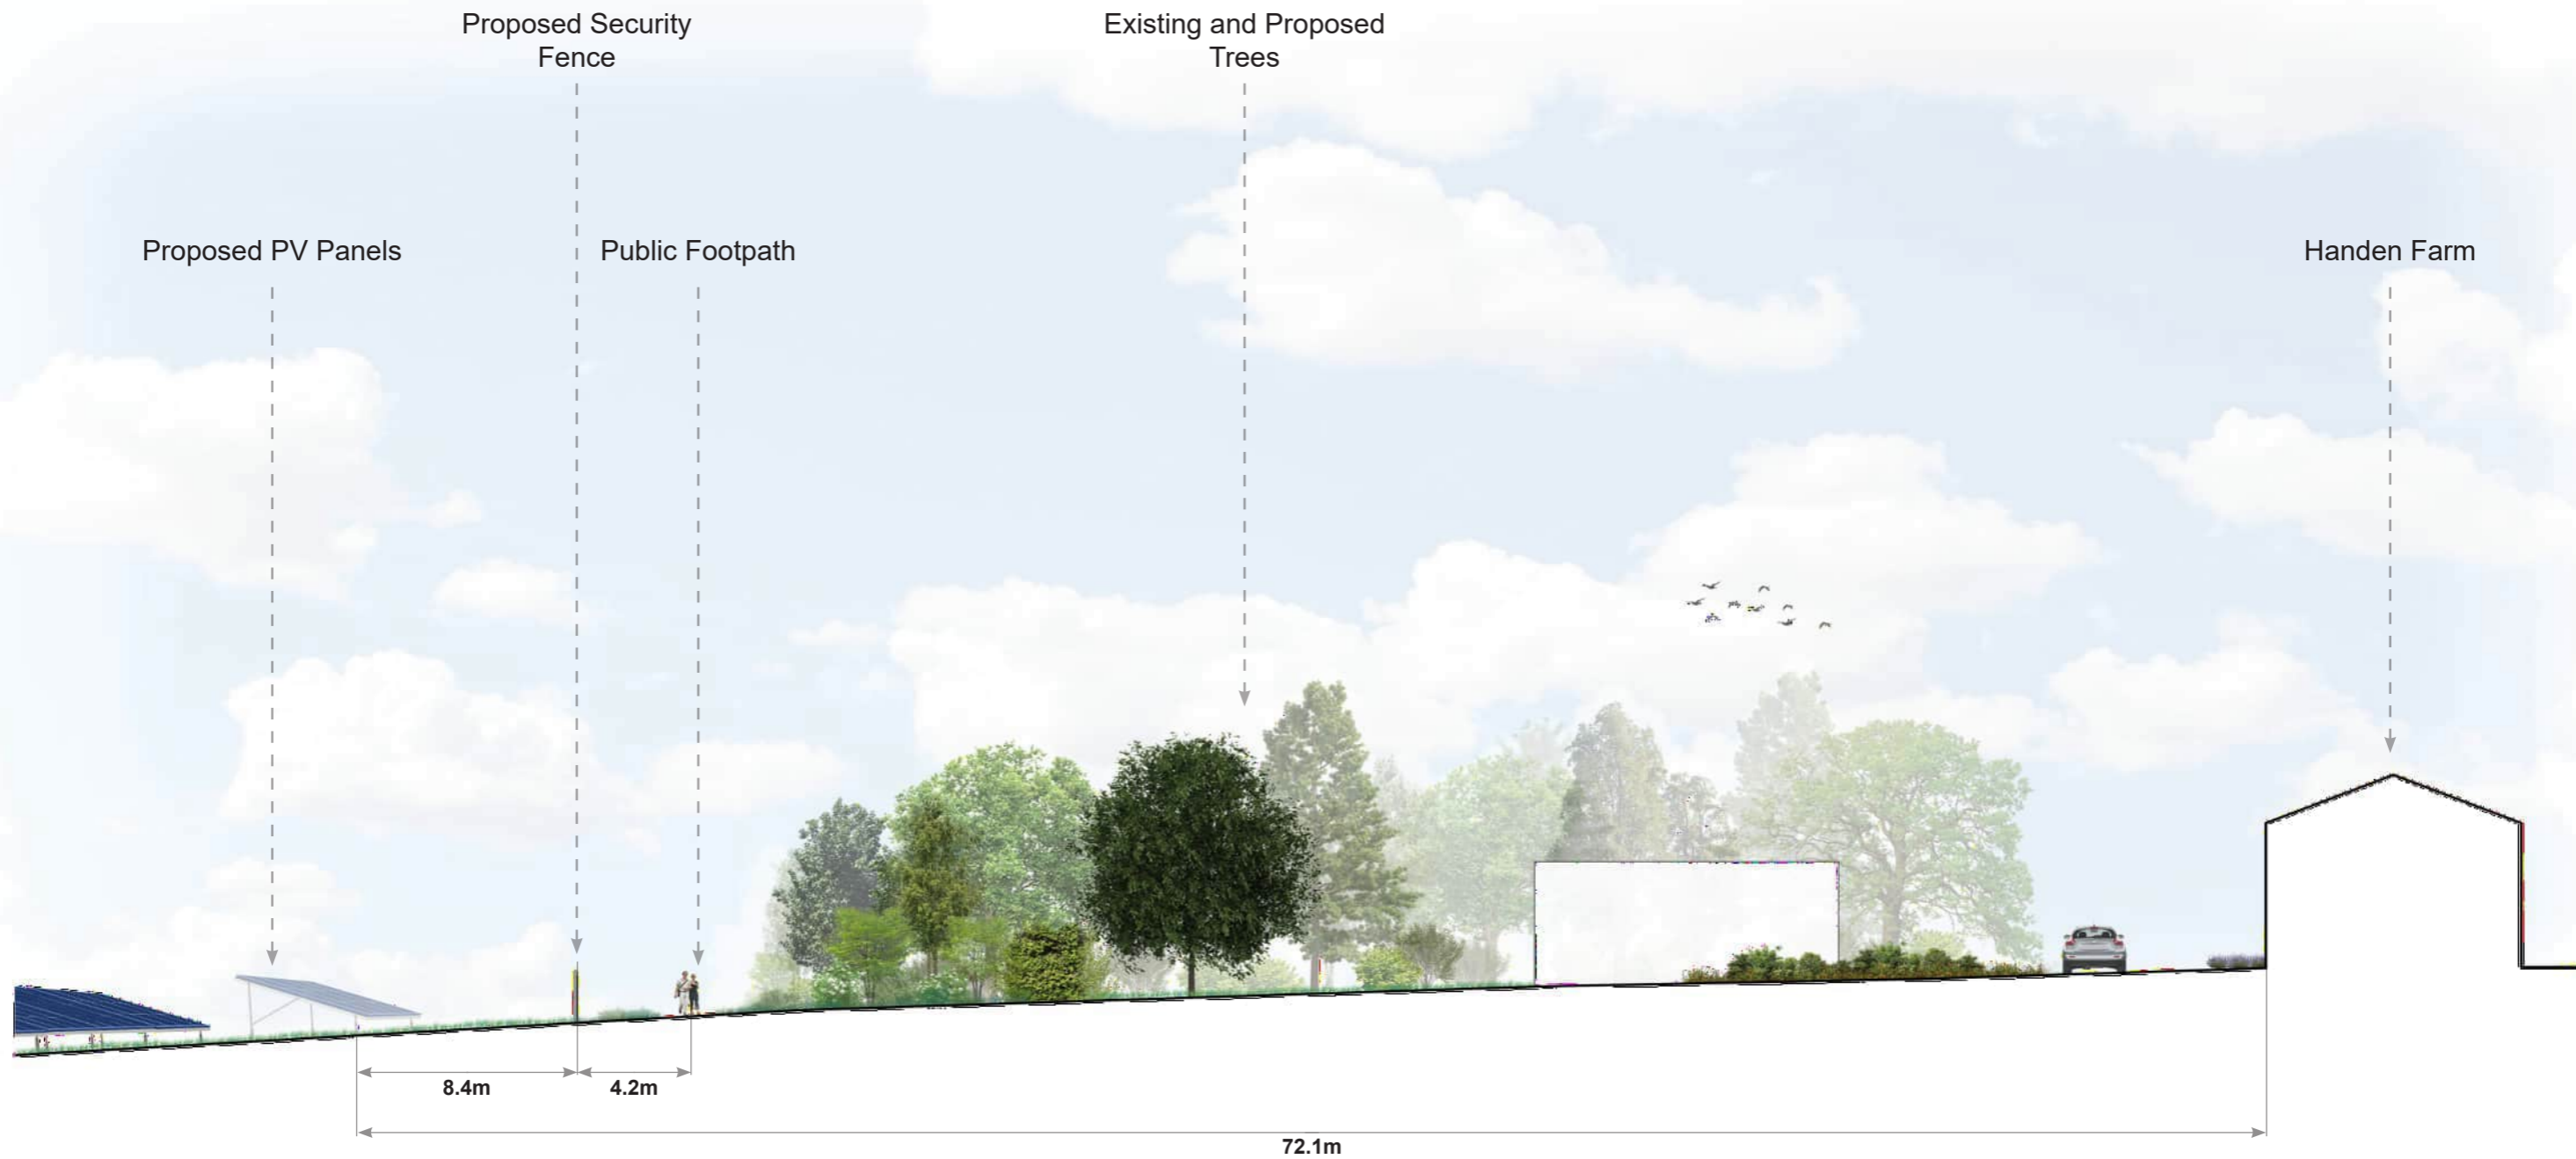 Proposed Security
Fence
Existing and Proposed
Trees
Proposed PV Panels
Public Footpath
Handen Farm
8.4m
4.2m
72.1m